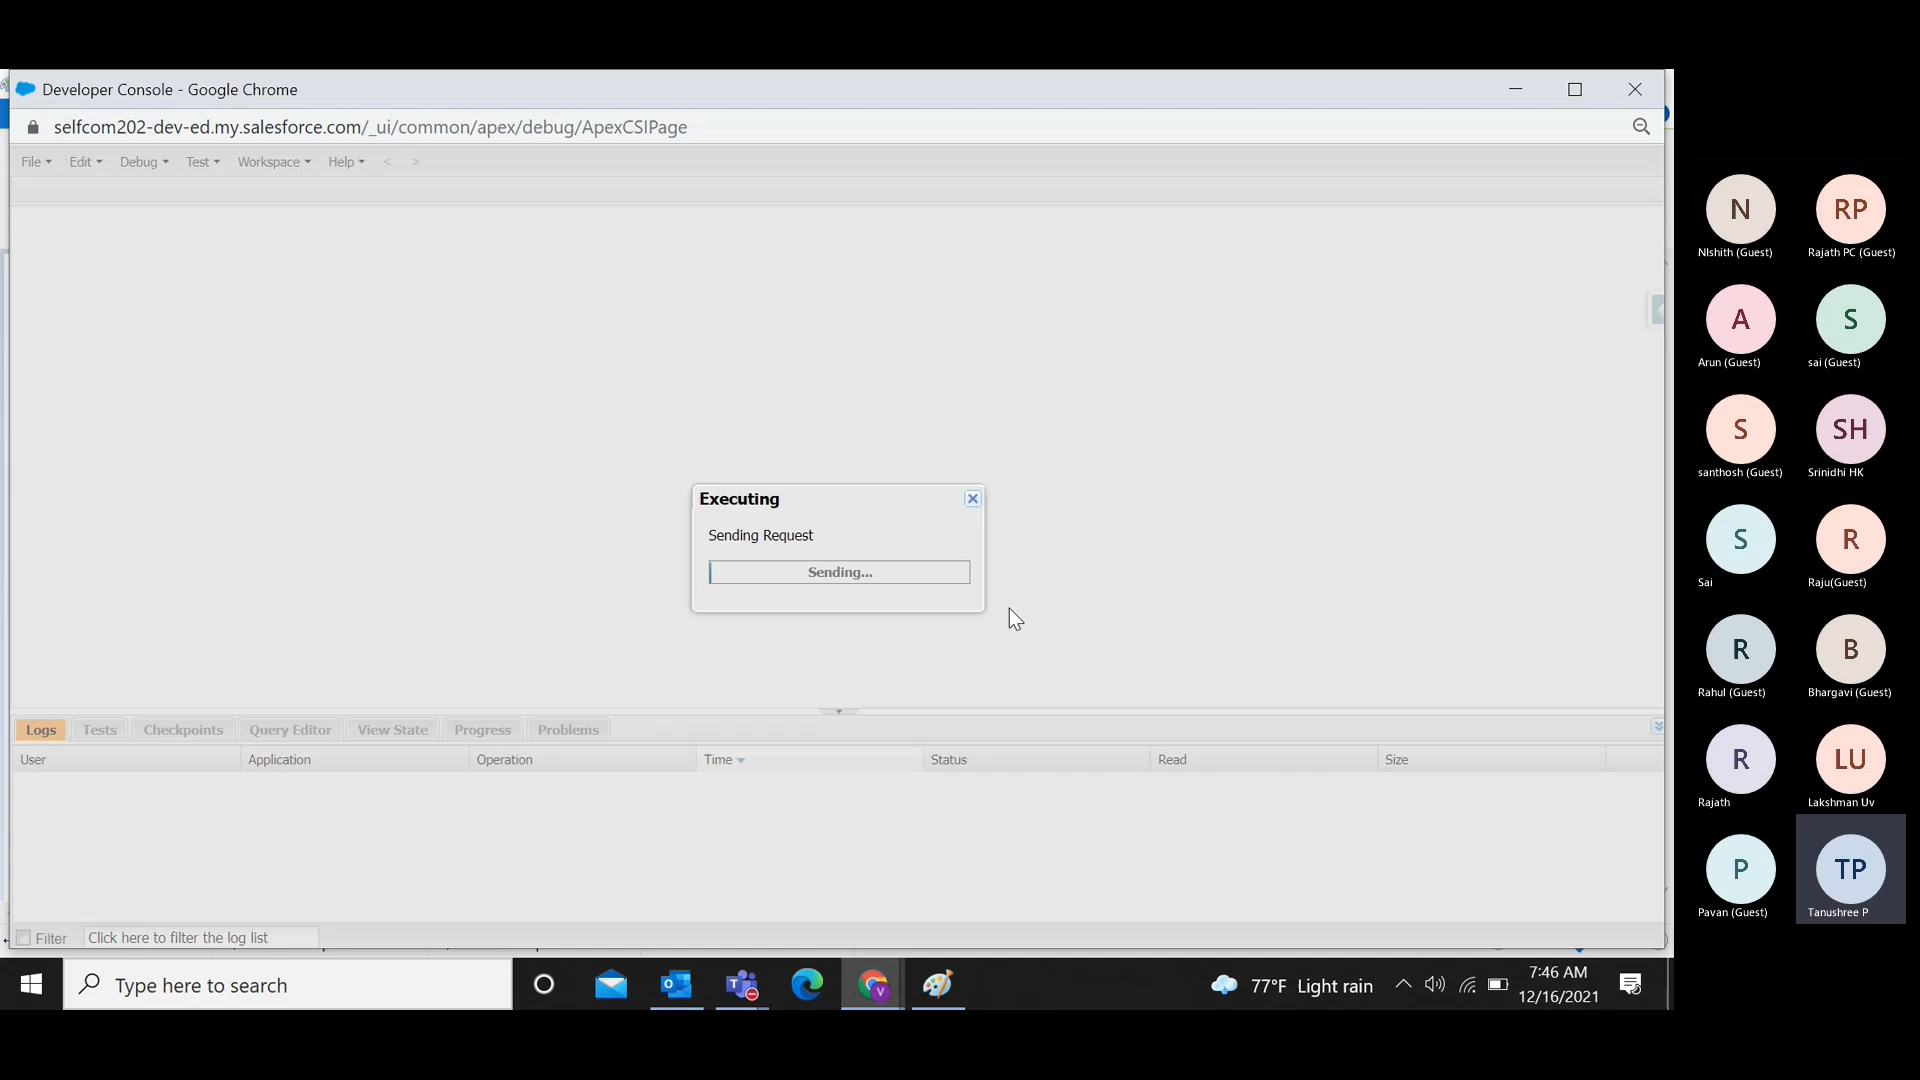 Developer Console - Google Chrome
selfcom202-dev-ed.my.salesforce.com/_ui/common/apex/debug/ApexCSIPage
File Edit Debug Test Workspace Help < >
Executing
Sending Request
Sending...
Logs Tests Checkpoints Query Editor View State Progress Problems
User Application Operation Time Status Read Size
Filter Click here to filter the log list
Type here to search
77°F Light rain
7:46 AM
12/16/2021
N RP
NIshith (Guest) Rajath PC (Guest)
A S
Arun (Guest) sai (Guest)
S SH
santhosh (Guest) Srinidhi HK
S R
Sai Raju(Guest)
R B
Rahul (Guest) Bhargavi (Guest)
R LU
Rajath Lakshman Uv
P TP
Pavan (Guest) Tanushree P